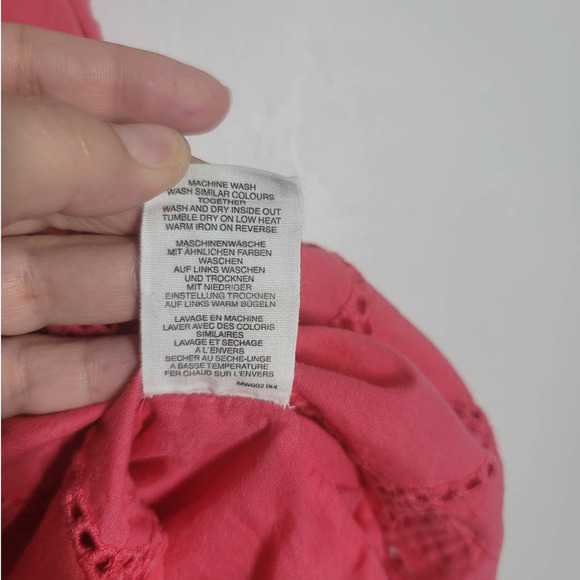 MACHINE WASH
WASH SIMILAR COLOURS
TOGETHER
WASH AND DRY INSIDE OUT
TUMBLE DRY ON LOW HEAT
WARM IRON ON REVERSE
MASCHINENWÄSCHE
MIT ÄHNLICHEN FARBEN
WASCHEN
AUF LINKS WASCHEN
UND TROCKNEN
MIT NIEDRIGER
EINSTELLUNG TROCKNEN
AUF LINKS WARM BÜGELN
LAVAGE EN MACHINE
LAVER AVEC DES COLORIS
SIMILAIRES
LAVAGE ET SECHAGE
A L'ENVERS
SECHER AU SECHE-LINGE
A BASSE TEMPERATURE
FER CHAUD SUR L'ENVERS